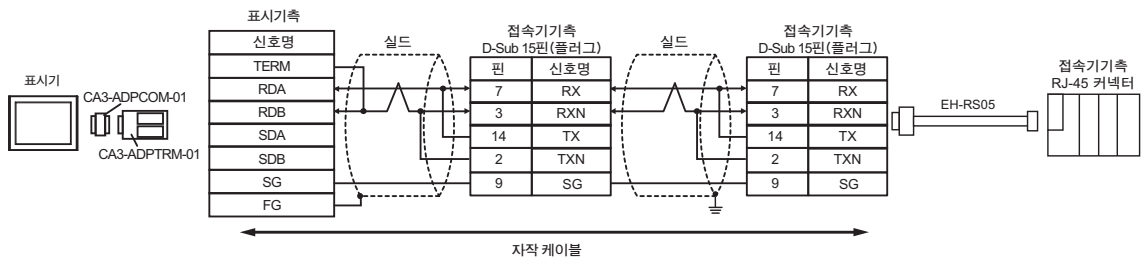 표시기
CA3-ADPCOM-01
CA3-ADPTRM-01
표시기측
신호명
TERM
RDA
RDB
SDA
SDB
SG
FG
실드
접속기기측
D-Sub 15핀(플러그)
핀 신호명
7 RX
3 RXN
14 TX
2 TXN
9 SG
실드
접속기기측
D-Sub 15핀(플러그)
핀 신호명
7 RX
3 RXN
14 TX
2 TXN
9 SG
EH-RS05
접속기기측
RJ-45 커넥터
자작 케이블